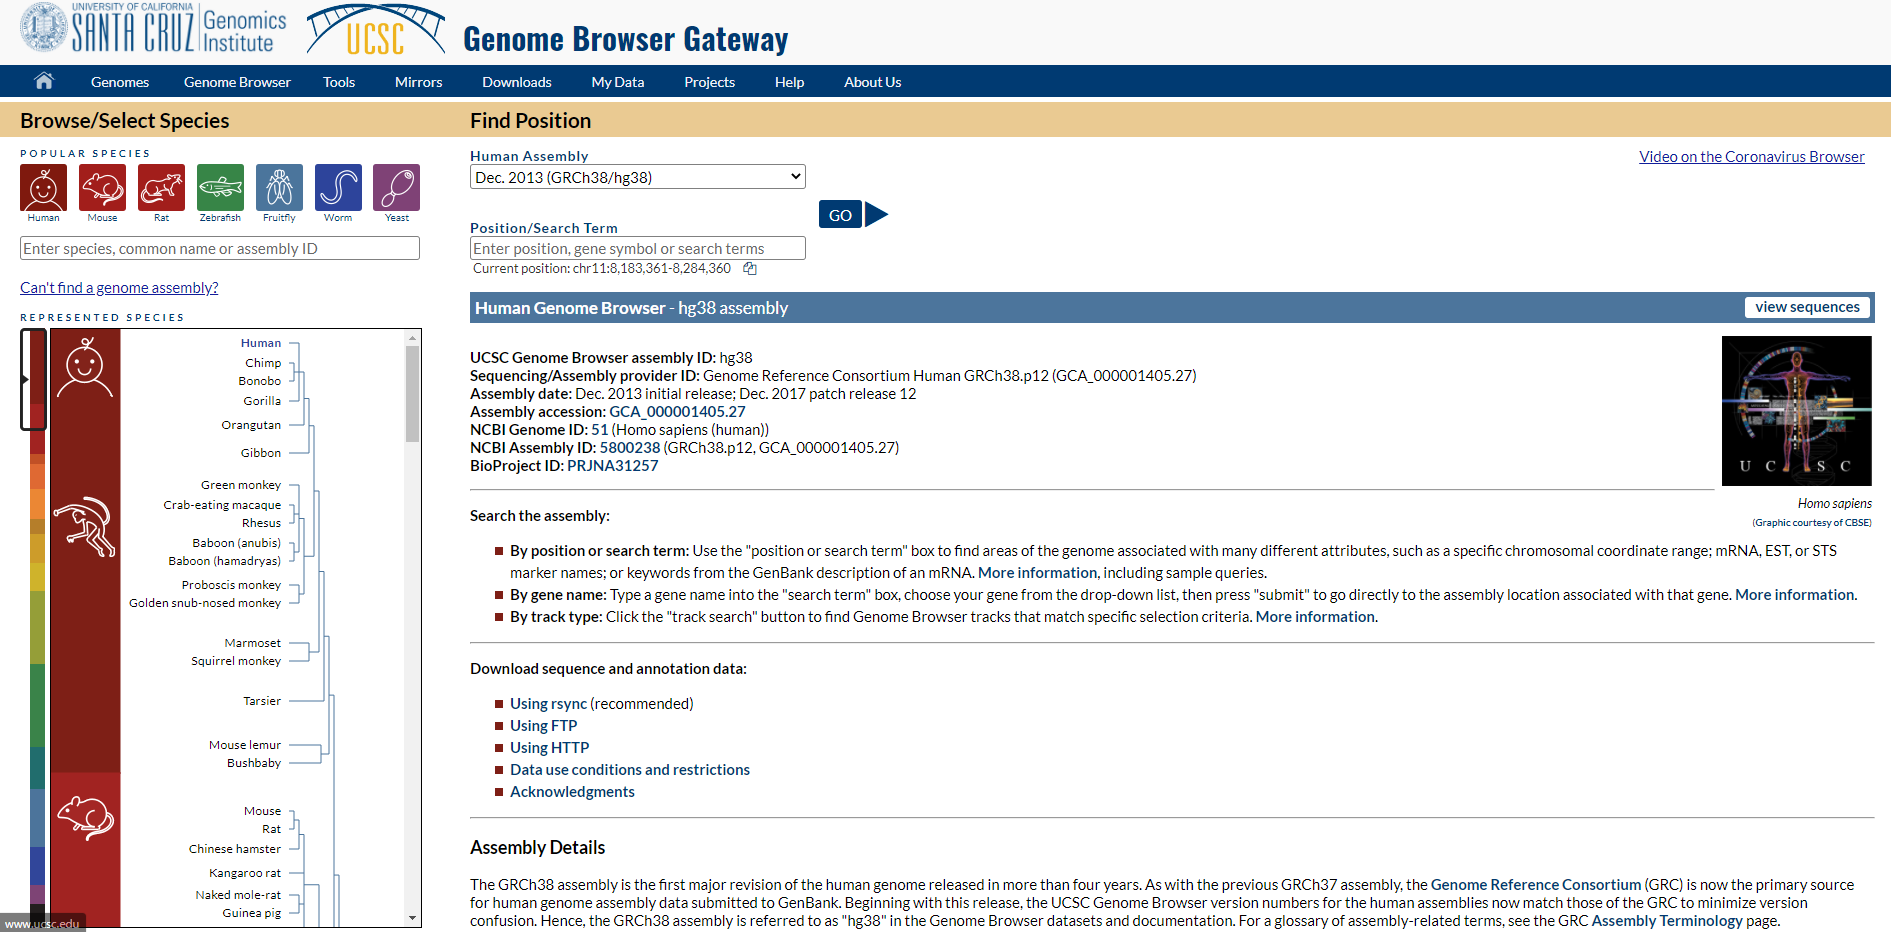 UNIVERSITY OF CALIFORNIA
SANTA CRUZ
Genomics
Institute
UCSC
Genome Browser Gateway
Genomes
Genome Browser
Tools
Mirrors
Downloads
My Data
Projects
Help
About Us
Browse/Select Species
POPULAR SPECIES
Human
Mouse
Rat
Zebrafish
Fruitfly
Worm
Yeast
Enter species, common name or assembly ID
Can't find a genome assembly?
REPRESENTED SPECIES
Human
Chimp
Bonobo
Gorilla
Orangutan
Gibbon
Green monkey
Crab-eating macaque
Rhesus
Baboon (anubis)
Baboon (hamadryas)
Proboscis monkey
Golden snub-nosed monkey
Marmoset
Squirrel monkey
Tarsier
Mouse lemur
Bushbaby
Mouse
Rat
Chinese hamster
Kangaroo rat
Naked mole-rat
Guinea pig
www.ucsc.edu
Find Position
Human Assembly
Dec. 2013 (GRCh38/hg38)
Video on the Coronavirus Browser
GO
Position/Search Term
Enter position, gene symbol or search terms
Current position: chr11:8,183,361-8,284,360
Human Genome Browser - hg38 assembly
view sequences
UCSC Genome Browser assembly ID: hg38
Sequencing/Assembly provider ID: Genome Reference Consortium Human GRCh38.p12 (GCA_000001405.27)
Assembly date: Dec. 2013 initial release; Dec. 2017 patch release 12
Assembly accession: GCA_000001405.27
NCBI Genome ID: 51 (Homo sapiens (human))
NCBI Assembly ID: 5800238 (GRCh38.p12, GCA_000001405.27)
BioProject ID: PRJNA31257
U C S C
Homo sapiens
(Graphic courtesy of CBSE)
Search the assembly:
By position or search term: Use the "position or search term" box to find areas of the genome associated with many different attributes, such as a specific chromosomal coordinate range; mRNA, EST, or STS
marker names; or keywords from the GenBank description of an mRNA. More information, including sample queries.
By gene name: Type a gene name into the "search term" box, choose your gene from the drop-down list, then press "submit" to go directly to the assembly location associated with that gene. More information.
By track type: Click the "track search" button to find Genome Browser tracks that match specific selection criteria. More information.
Download sequence and annotation data:
Using rsync (recommended)
Using FTP
Using HTTP
Data use conditions and restrictions
Acknowledgments
Assembly Details
The GRCh38 assembly is the first major revision of the human genome released in more than four years. As with the previous GRCh37 assembly, the Genome Reference Consortium (GRC) is now the primary source
for human genome assembly data submitted to GenBank. Beginning with this release, the UCSC Genome Browser version numbers for the human assemblies now match those of the GRC to minimize version
confusion. Hence, the GRCh38 assembly is referred to as "hg38" in the Genome Browser datasets and documentation. For a glossary of assembly-related terms, see the GRC Assembly Terminology page.